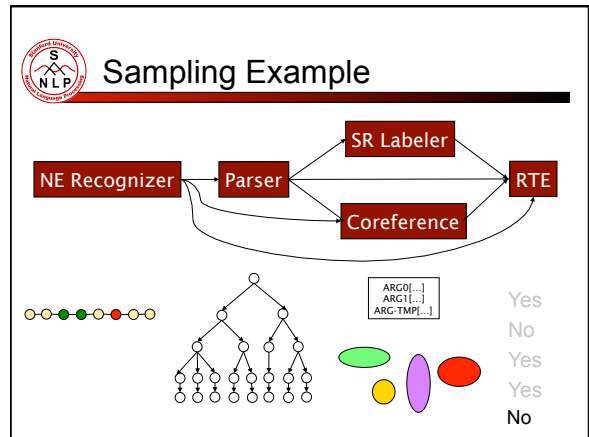 Stanford University
S
NLP
Natural Language Processing
Sampling Example
SR Labeler
NE Recognizer
Parser
RTE
Coreference
ARG0[...]
ARG1[...]
ARG-TMP[...]
Yes
No
Yes
Yes
No